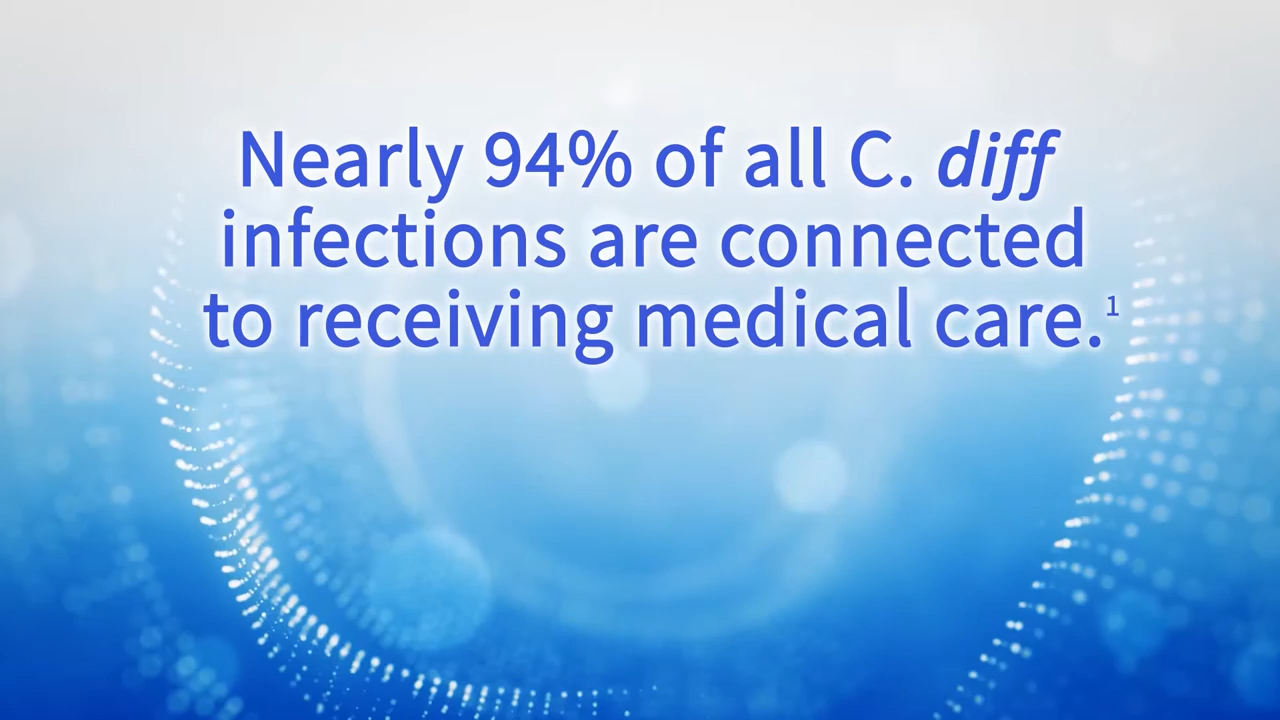 Nearly 94% of all C. diff
infections are connected
to receiving medical care.¹